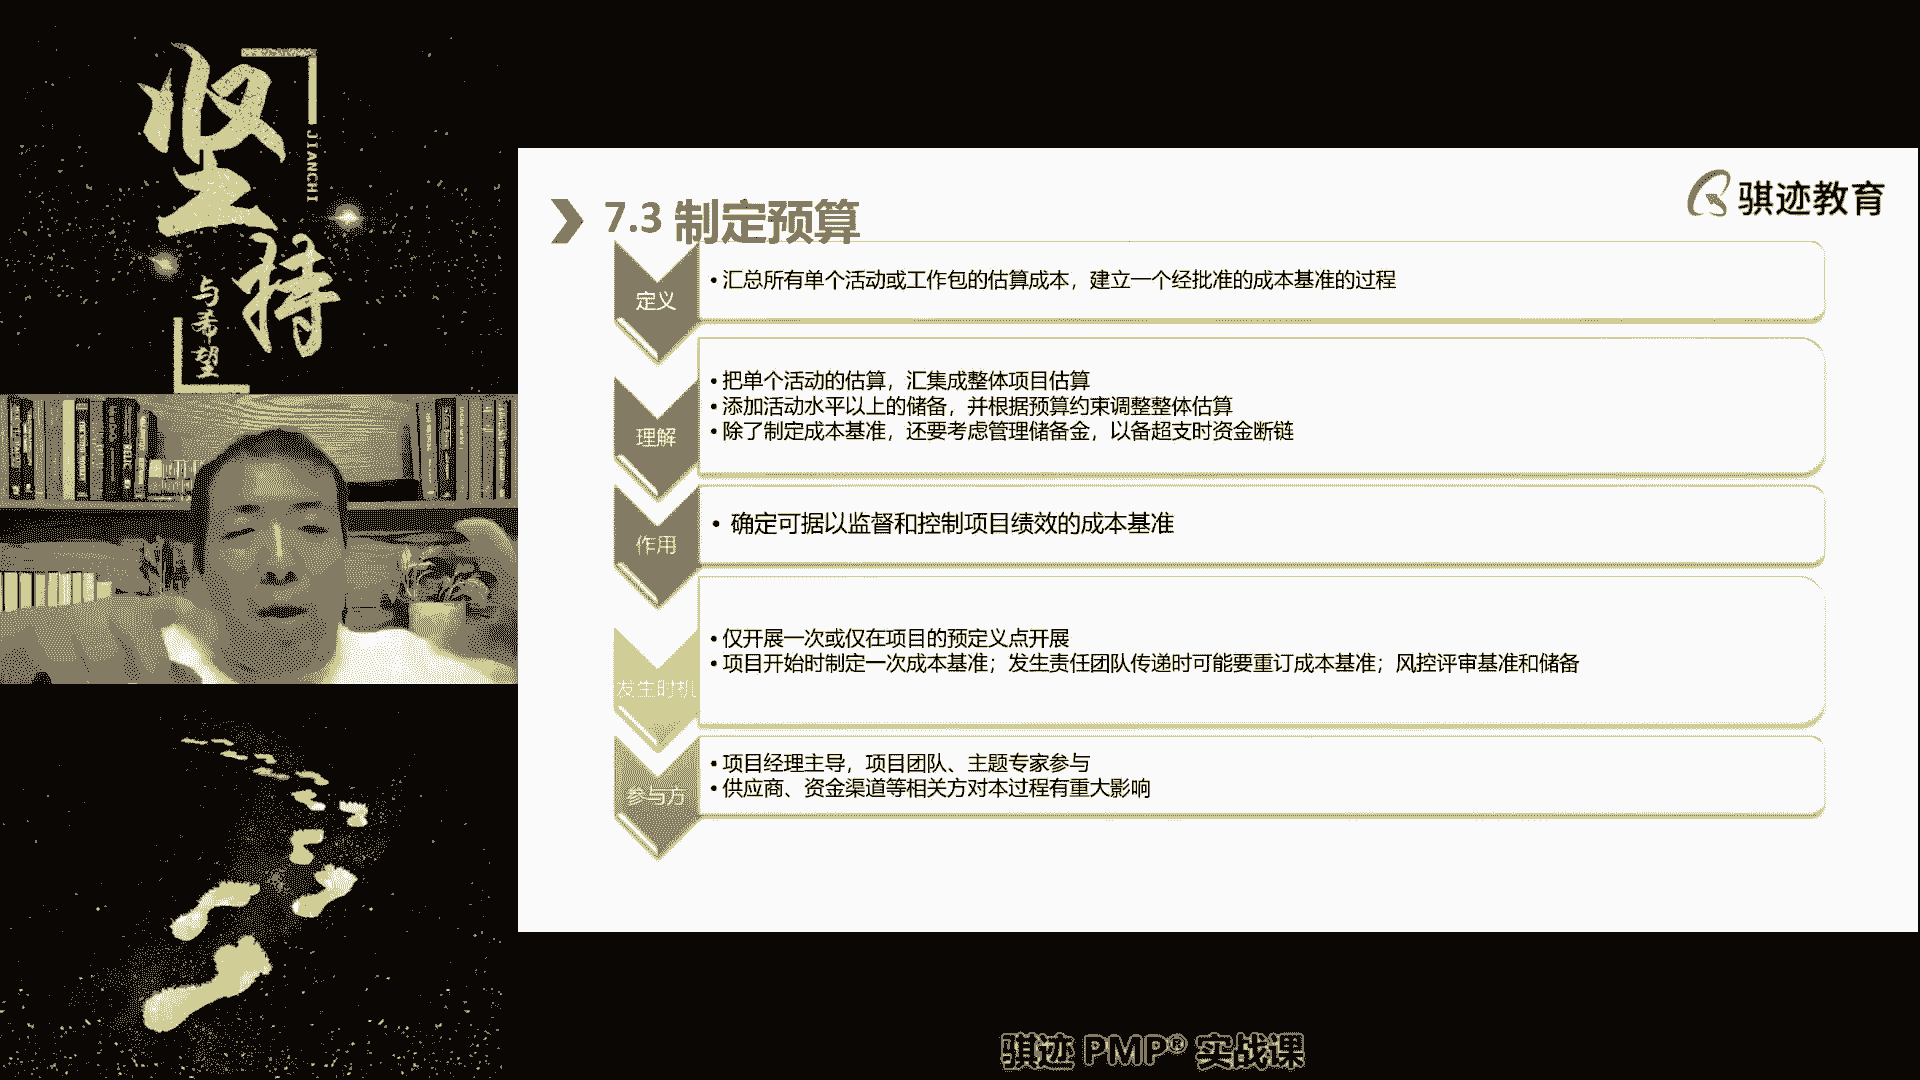 坚持
JIANCHI
与希望
骐迹教育
7.3 制定预算
定义
• 汇总所有单个活动或工作包的估算成本，建立一个经批准的成本基准的过程
理解
• 把单个活动的估算，汇集成整体项目估算
• 添加活动水平以上的储备，并根据预算约束调整整体估算
• 除了制定成本基准，还要考虑管理储备金，以备超支时资金断链
作用
• 确定可据以监督和控制项目绩效的成本基准
发生时机
• 仅开展一次或仅在项目的预定义点开展
• 项目开始时制定一次成本基准；发生责任团队传递时可能要重订成本基准；风控评审基准和储备
参与方
• 项目经理主导，项目团队、主题专家参与
• 供应商、资金渠道等相关方对本过程有重大影响
骐迹 PMP® 实战课